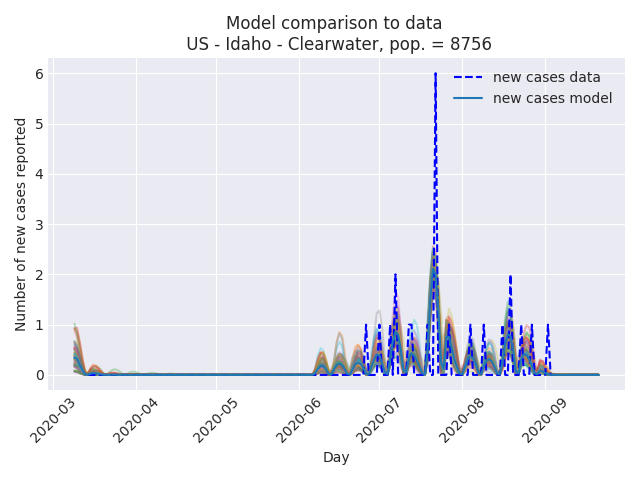 Model comparison to data
US - Idaho - Clearwater, pop. = 8756
new cases data
new cases model
Number of new cases reported
6
5
4
3
2
1
0
2020-03
2020-04
2020-05
2020-06
2020-07
2020-08
2020-09
Day